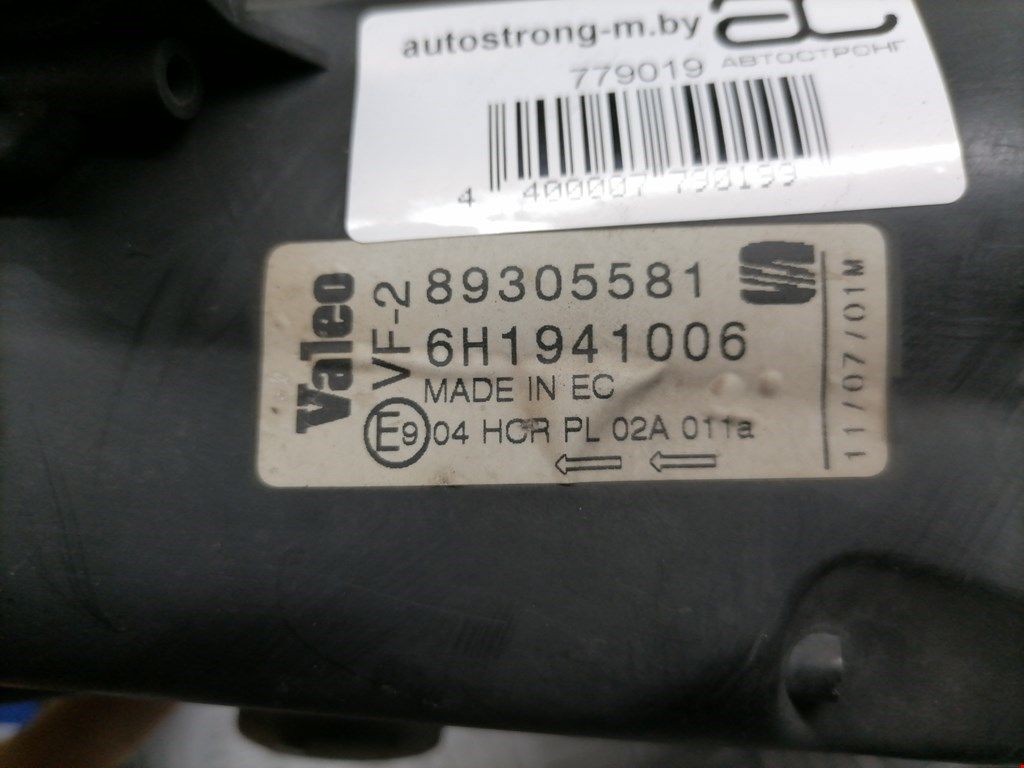 autostrong-m.by
АВТОСТРОНГ
779019
4 400007 790199
Valeo
VF-2
89305581
6H1941006
MADE IN EC
E9 04 HCR PL 02A 011a
11/07/01M